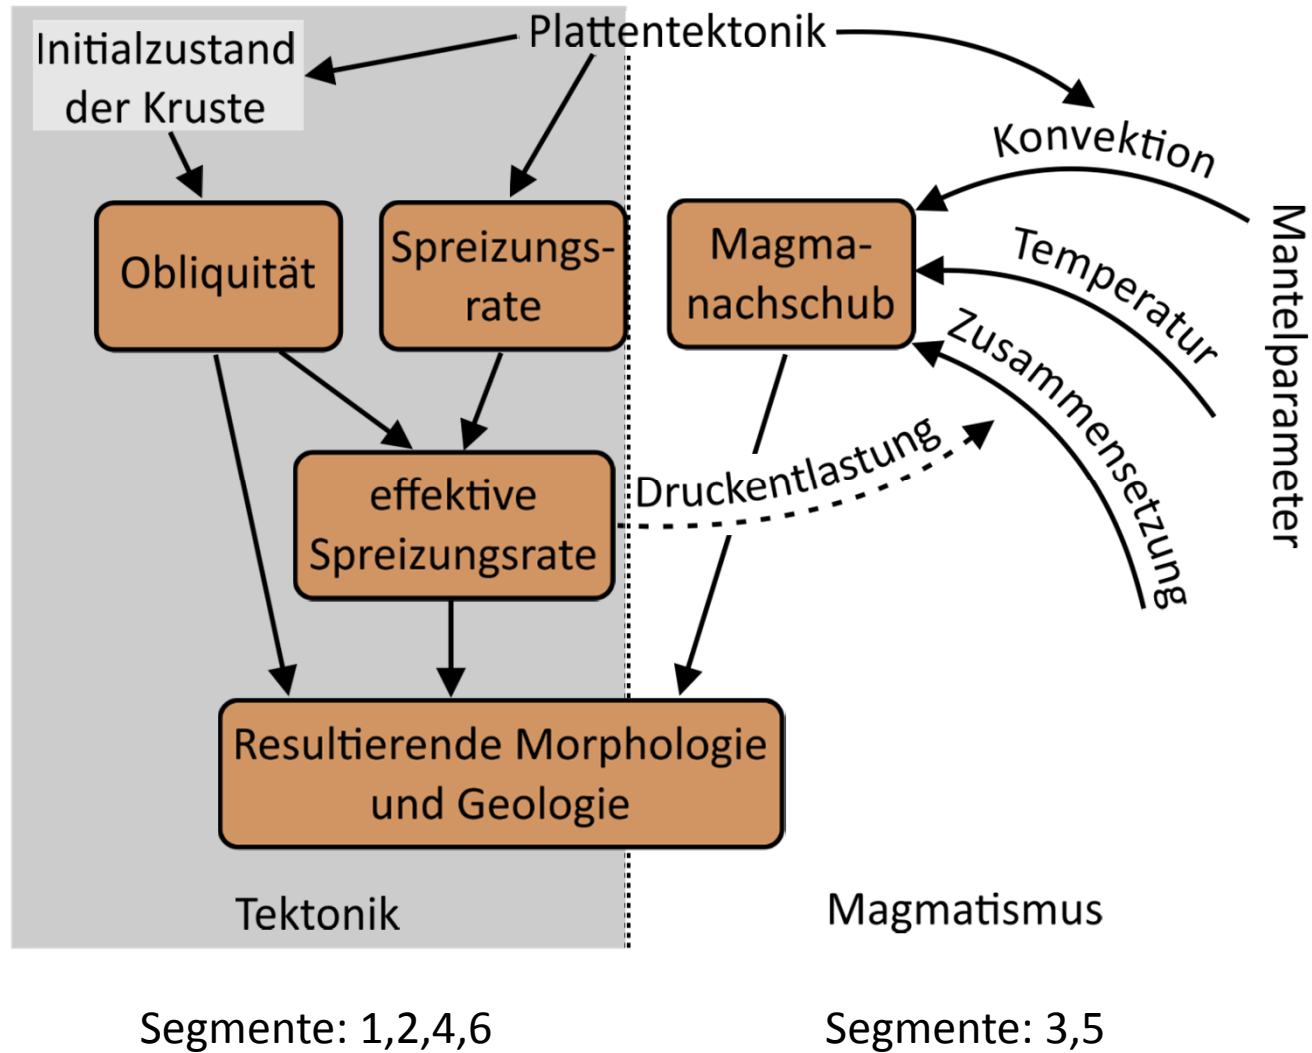 Plattentektonik
Initialzustand
der Kruste
Konvektion
Obliquität
Spreizungs-
rate
Magma-
nachschub
Temperatur
Zusammensetzung
Mantelparameter
effektive
Spreizungsrate
Druckentlastung
Resultierende Morphologie
und Geologie
Tektonik
Magmatismus
Segmente: 1,2,4,6
Segmente: 3,5